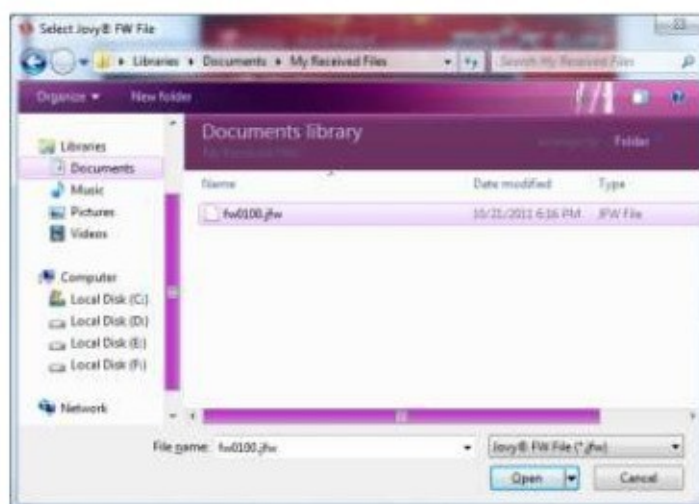 Select Jovy® FW File
Libraries Documents My Received Files Search My Received Files
Organize New folder
Documents library
My Received Files
Folder
Name Date modified Type
fw0100.jfw 10/21/2011 6:16 PM JFW File
Libraries
Documents
Music
Pictures
Videos
Computer
Local Disk (C:)
Local Disk (D:)
Local Disk (E:)
Local Disk (F:)
Network
File name: fw0100.jfw Jovy® FW File (*.jfw)
Open Cancel